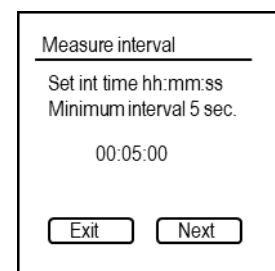 Measure interval
Set int time hh:mm:ss
Minimum interval 5 sec.
00:05:00
Exit Next